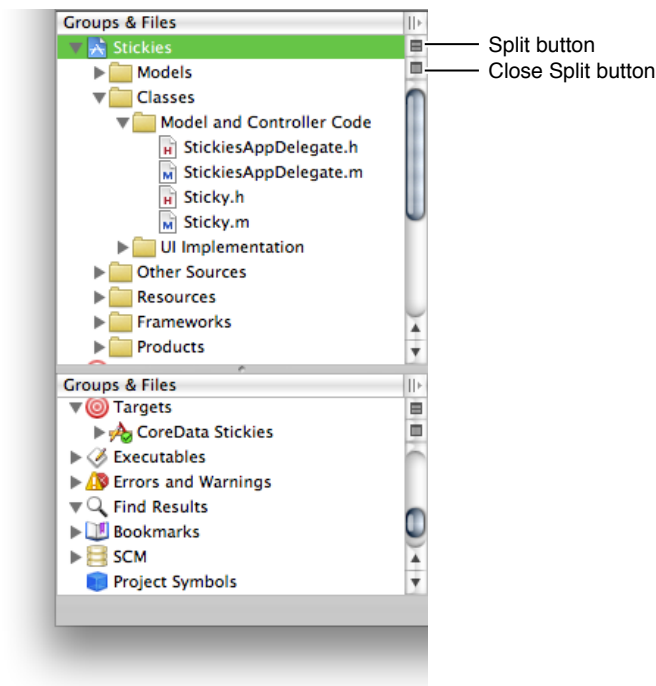 Groups & Files
Stickies
Split button
Models
Close Split button
Classes
Model and Controller Code
H StickiesAppDelegate.h
M StickiesAppDelegate.m
H Sticky.h
M Sticky.m
UI Implementation
Other Sources
Resources
Frameworks
Products
Groups & Files
Targets
CoreData Stickies
Executables
Errors and Warnings
Find Results
Bookmarks
SCM
Project Symbols